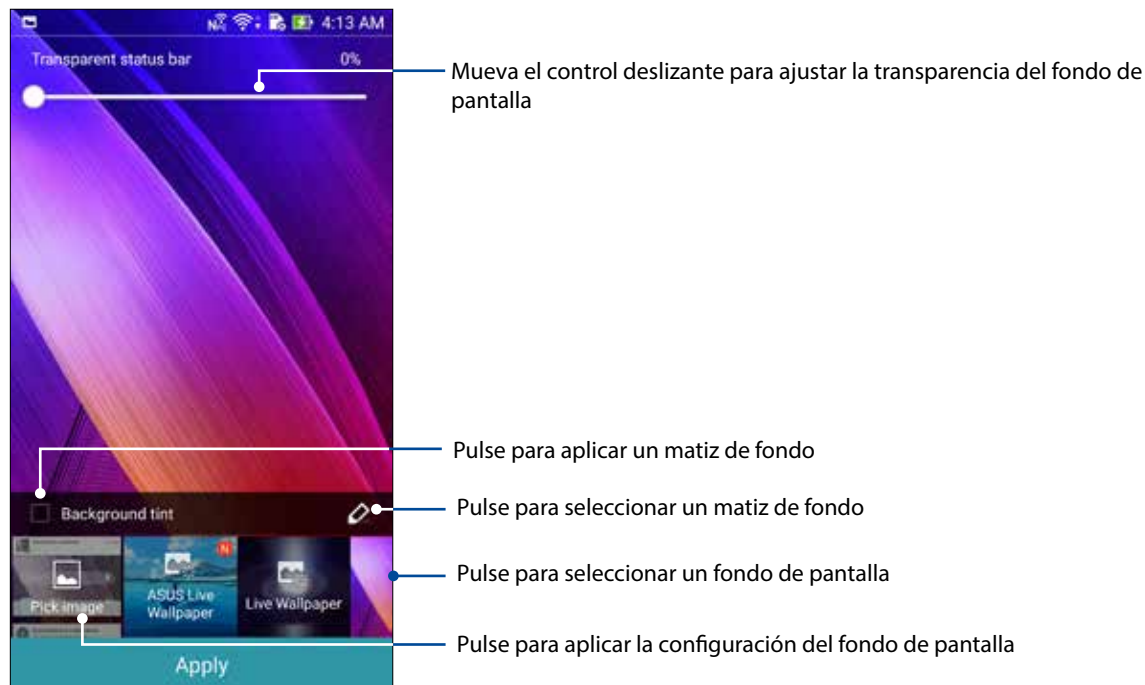 4:13 AM
Transparent status bar 0%
Mueva el control deslizante para ajustar la transparencia del fondo de
pantalla
Pulse para aplicar un matiz de fondo
Background tint
Pulse para seleccionar un matiz de fondo
Pick image
ASUS Live
Wallpaper
N
Live Wallpaper
Pulse para seleccionar un fondo de pantalla
Pulse para aplicar la configuración del fondo de pantalla
Apply